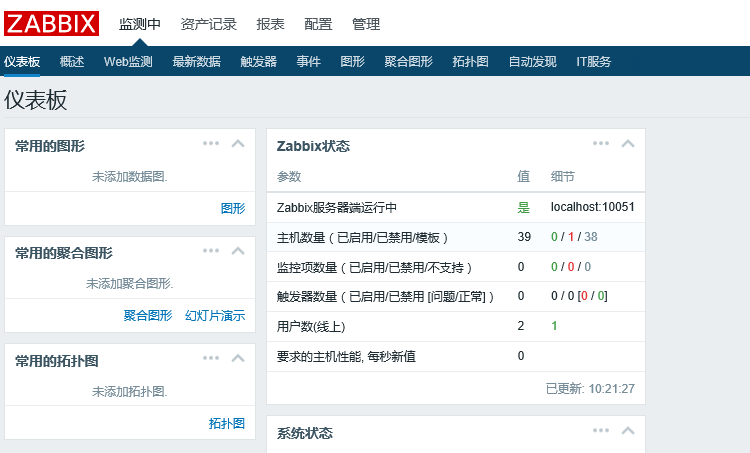 ZABBIX 监测中 资产记录 报表 配置 管理
仪表板 概述 Web监测 最新数据 触发器 事件 图形 聚合图形 拓扑图 自动发现 IT服务
仪表板
常用的图形
未添加数据图.
图形
常用的聚合图形
未添加聚合图形.
聚合图形 幻灯片演示
常用的拓扑图
未添加拓扑图.
拓扑图
Zabbix状态
参数 值 细节
Zabbix服务器端运行中 是 localhost:10051
主机数量（已启用/已禁用/模板） 39 0 / 1 / 38
监控项数量（已启用/已禁用/不支持） 0 0 / 0 / 0
触发器数量（已启用/已禁用 [问题/正常]） 0 0 / 0 [0 / 0]
用户数(线上) 2 1
要求的主机性能, 每秒新值 0
已更新: 10:21:27
系统状态